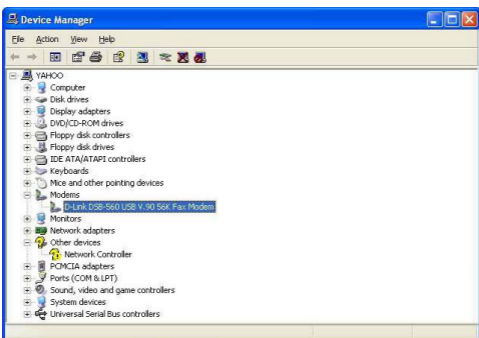 Device Manager
File Action View Help
YAHOO
Computer
Disk drives
Display adapters
DVD/CD-ROM drives
Floppy disk controllers
Floppy disk drives
IDE ATA/ATAPI controllers
Keyboards
Mice and other pointing devices
Modems
D-Link DSB-560 USB V.90 56K Fax Modem
Monitors
Network adapters
Other devices
Network Controller
PCMCIA adapters
Ports (COM & LPT)
Sound, video and game controllers
System devices
Universal Serial Bus controllers